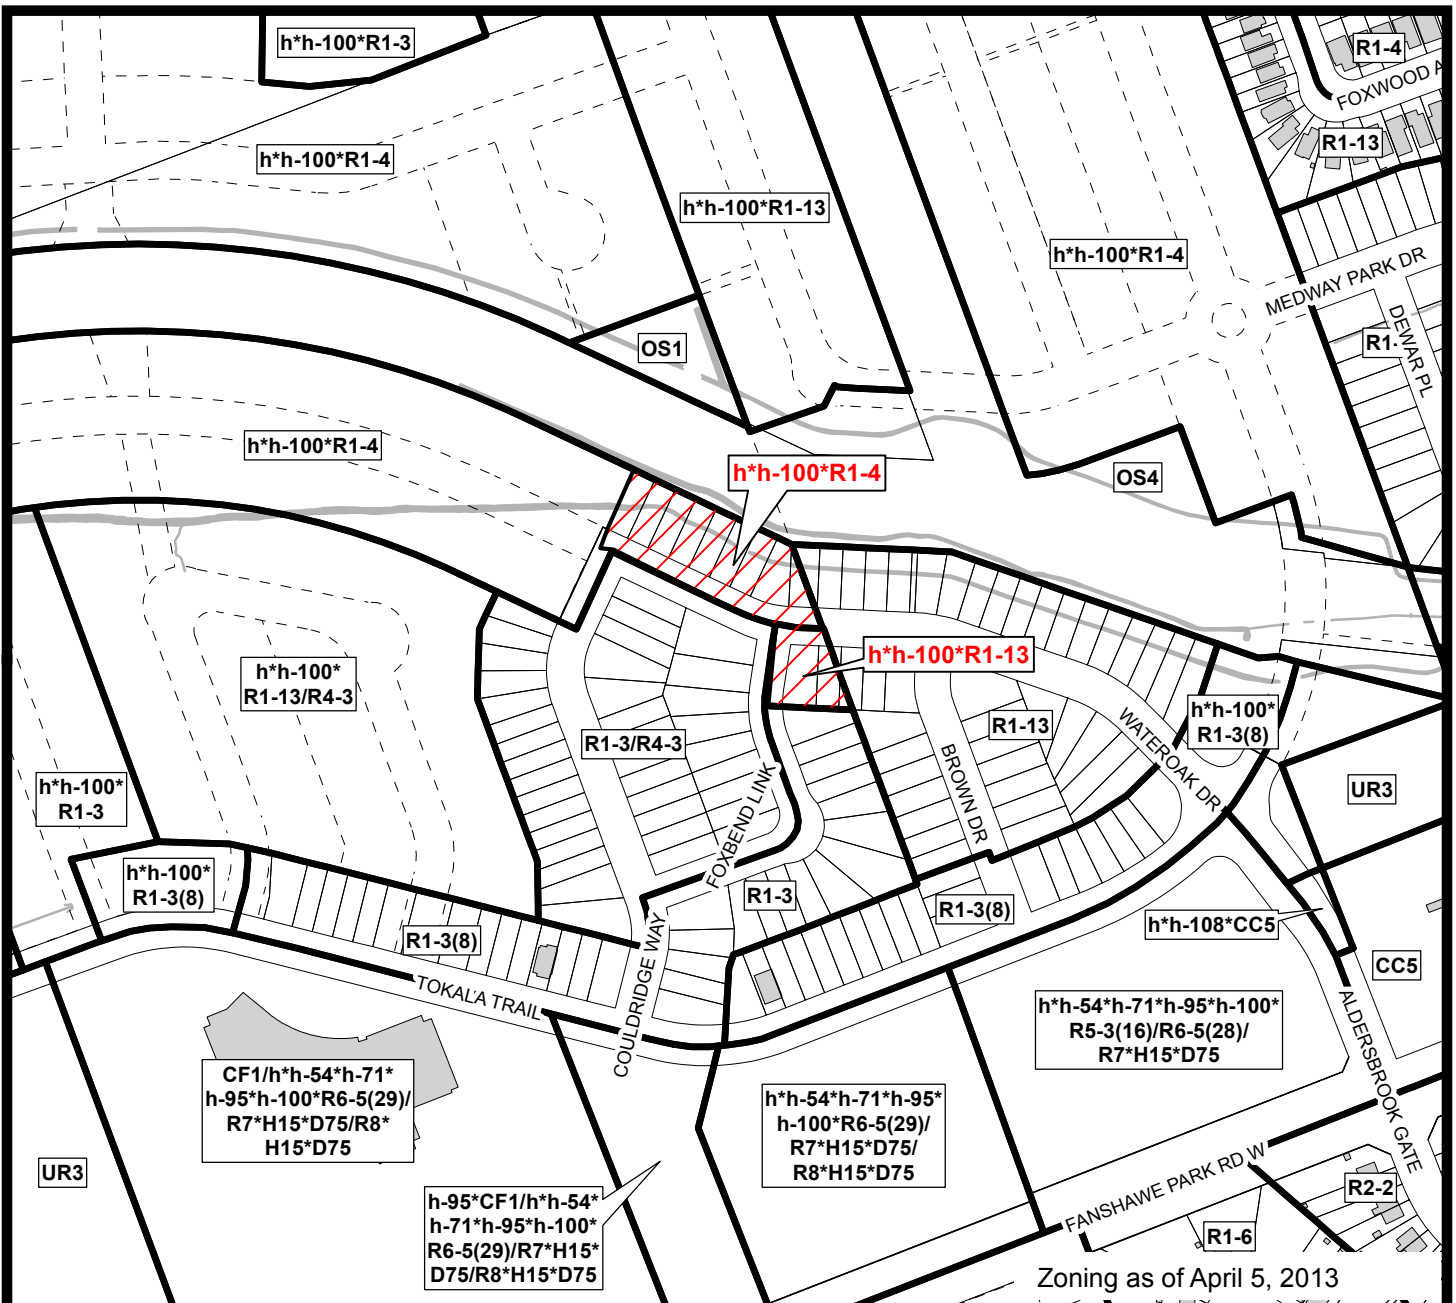 h*h-100*R1-3
R1-4
FOXWOOD A
R1-13
h*h-100*R1-4
h*h-100*R1-13
h*h-100*R1-4
MEDWAY PARK DR
DEWAR PL
R1-
OS1
h*h-100*R1-4
h*h-100*R1-4
OS4
h*h-100*R1-13
h*h-100*
R1-13/R4-3
R1-3/R4-3
R1-13
WATEROAK DR
h*h-100*
R1-3(8)
UR3
h*h-100*
R1-3
BROWN DR
FOXBEND LINK
h*h-100*
R1-3(8)
R1-3
R1-3(8)
h*h-108*CC5
R1-3(8)
CC5
TOKALA TRAIL
COULDRIDGE WAY
ALDERSBROOK GATE
h*h-54*h-71*h-95*h-100*
R5-3(16)/R6-5(28)/
R7*H15*D75
CF1/h*h-54*h-71*
h-95*h-100*R6-5(29)/
R7*H15*D75/R8*
H15*D75
h*h-54*h-71*h-95*
h-100*R6-5(29)/
R7*H15*D75/
R8*H15*D75
UR3
h-95*CF1/h*h-54*
h-71*h-95*h-100*
R6-5(29)/R7*H15*
D75/R8*H15*D75
FANSHAWE PARK RD W
R2-2
R1-6
Zoning as of April 5, 2013